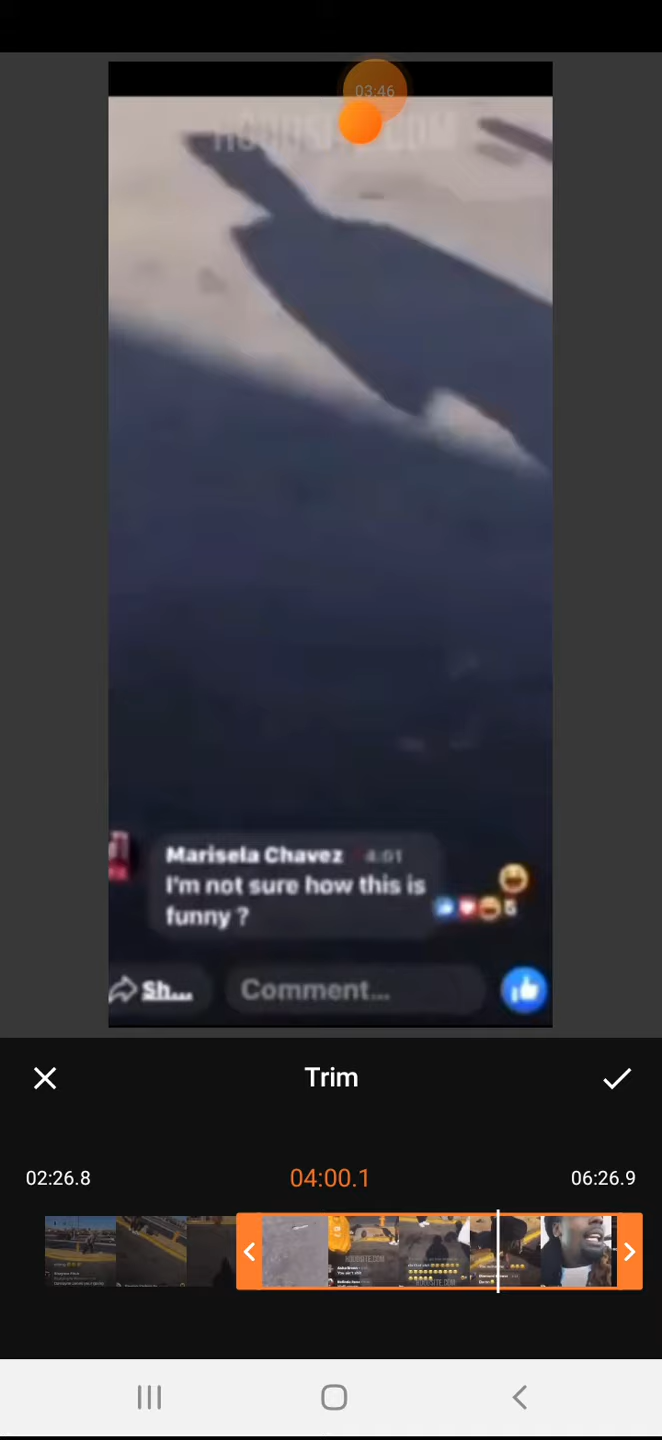 03:46
Marisela Chavez 4:01
I'm not sure how this is
funny ?
5
Sh...
Comment...
Trim
02:26.8
04:00.1
06:26.9